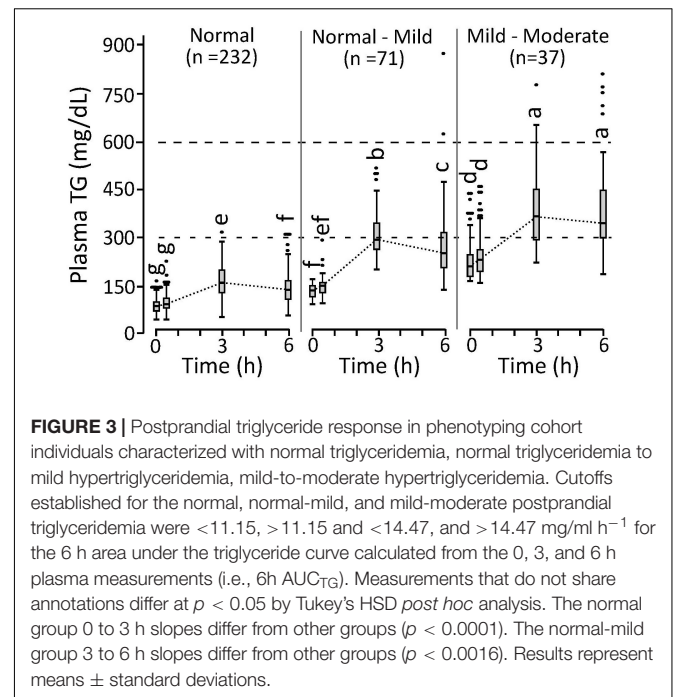 Normal
(n =232)
Normal - Mild
(n =71)
Mild - Moderate
(n=37)
Plasma TG (mg/dL)
900
750
600
450
300
150
0
g
g
e
f
f
ef
b
c
d
d
a
a
0 3 6
0 3 6
0 3 6
Time (h)
Time (h)
Time (h)
FIGURE 3 | Postprandial triglyceride response in phenotyping cohort
individuals characterized with normal triglyceridemia, normal triglyceridemia to
mild hypertriglyceridemia, mild-to-moderate hypertriglyceridemia. Cutoffs
established for the normal, normal-mild, and mild-moderate postprandial
triglyceridemia were <11.15, >11.15 and <14.47, and >14.47 mg/ml h⁻¹ for
the 6 h area under the triglyceride curve calculated from the 0, 3, and 6 h
plasma measurements (i.e., 6h AUC_TG). Measurements that do not share
annotations differ at p < 0.05 by Tukey's HSD post hoc analysis. The normal
group 0 to 3 h slopes differ from other groups (p < 0.0001). The normal-mild
group 3 to 6 h slopes differ from other groups (p < 0.0016). Results represent
means ± standard deviations.